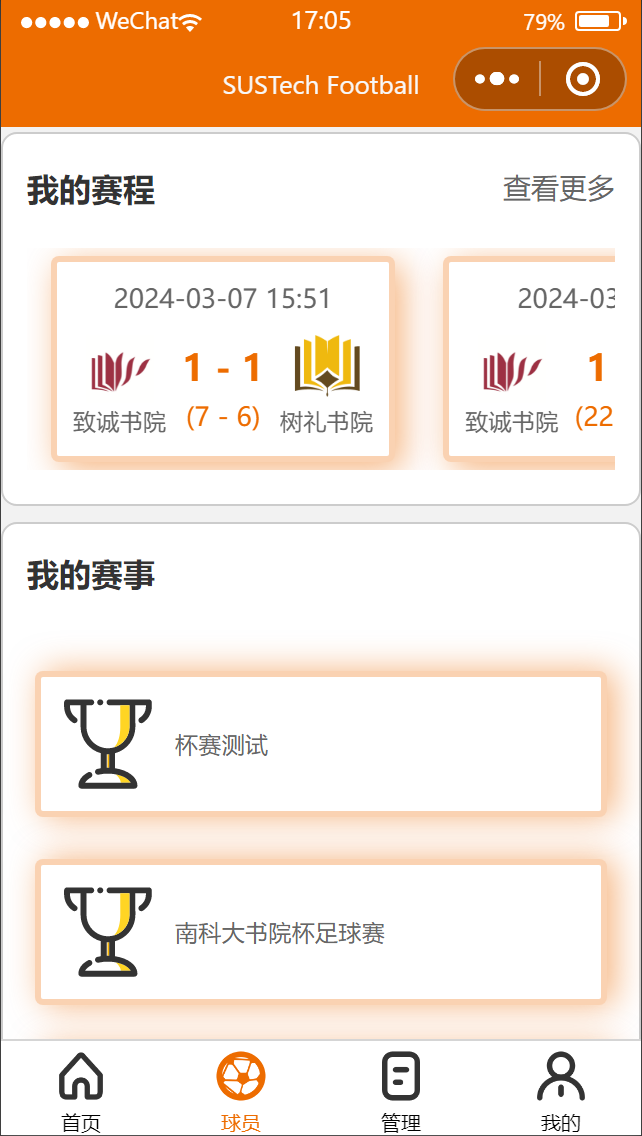 WeChat 17:05 79%
SUSTech Football
我的赛程 查看更多
2024-03-07 15:51 2024-03
1 - 1 1
致诚书院 (7 - 6) 树礼书院 致诚书院 (22
我的赛事
杯赛测试
南科大书院杯足球赛
首页 球员 管理 我的